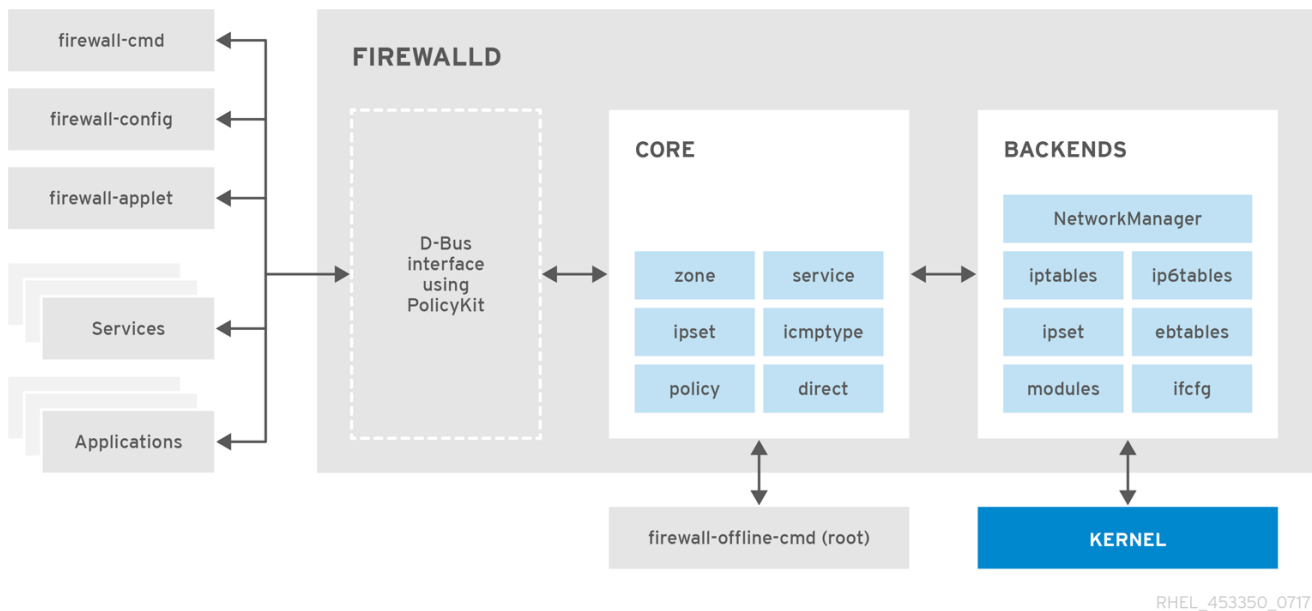 firewall-cmd
firewall-config
firewall-applet
Services
Applications
FIREWALLD
D-Bus
interface
using
PolicyKit
CORE
zone
service
ipset
icmptype
policy
direct
BACKENDS
NetworkManager
iptables
ip6tables
ipset
ebtables
modules
ifcfg
firewall-offline-cmd (root)
KERNEL
RHEL_453350_0717